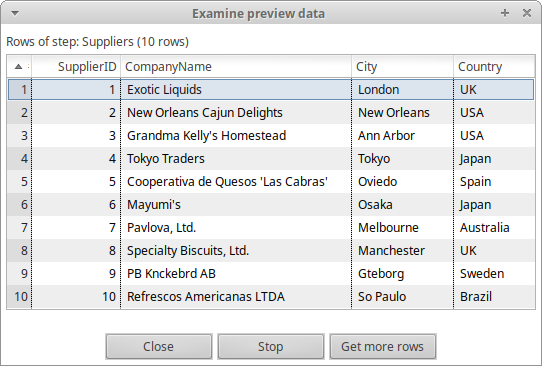 Examine preview data
Rows of step: Suppliers (10 rows)
SupplierID CompanyName City Country
1 1 Exotic Liquids London UK
2 2 New Orleans Cajun Delights New Orleans USA
3 3 Grandma Kelly's Homestead Ann Arbor USA
4 4 Tokyo Traders Tokyo Japan
5 5 Cooperativa de Quesos 'Las Cabras' Oviedo Spain
6 6 Mayumi's Osaka Japan
7 7 Pavlova, Ltd. Melbourne Australia
8 8 Specialty Biscuits, Ltd. Manchester UK
9 9 PB Knckebrd AB Gteborg Sweden
10 10 Refrescos Americanas LTDA So Paulo Brazil
Close Stop Get more rows